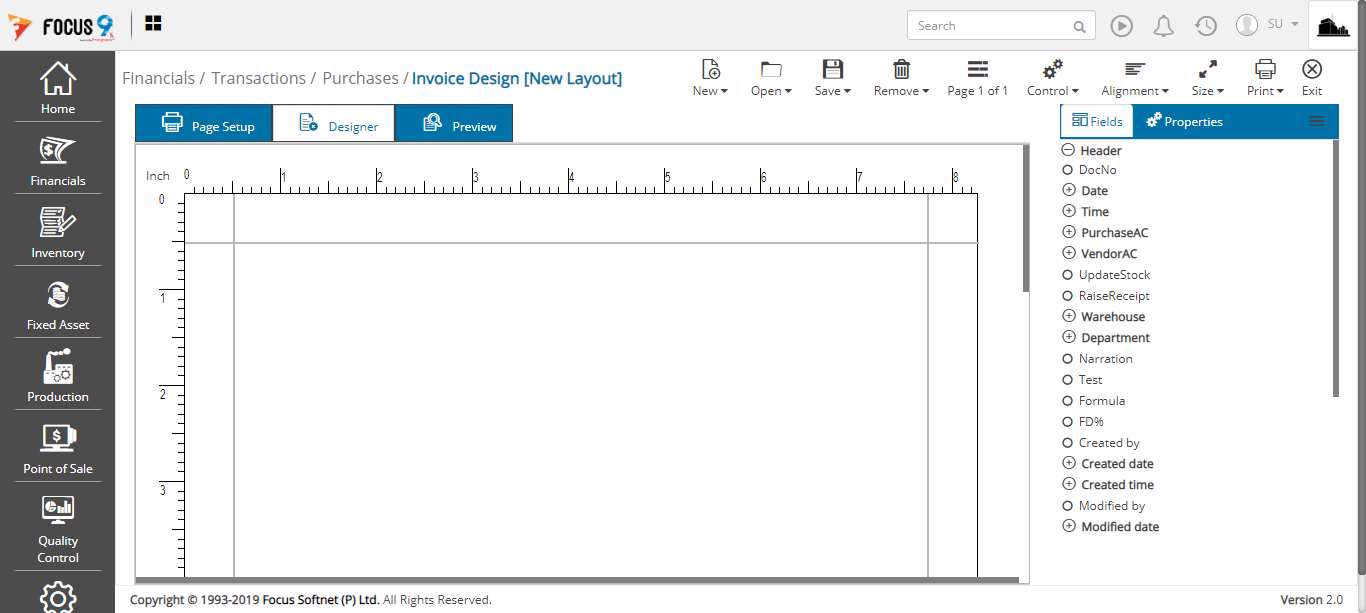 FOCUS 9
Search
SU
Home
Financials
Inventory
Fixed Asset
Production
Point of Sale
Quality
Control
Financials / Transactions / Purchases / Invoice Design [New Layout]
New Open Save Remove Page 1 of 1 Control Alignment Size Print Exit
Page Setup Designer Preview
Inch 0 1 2 3 4 5 6 7 8
0
1
2
3
Fields Properties
Header
DocNo
Date
Time
PurchaseAC
VendorAC
UpdateStock
RaiseReceipt
Warehouse
Department
Narration
Test
Formula
FD%
Created by
Created date
Created time
Modified by
Modified date
Copyright © 1993-2019 Focus Softnet (P) Ltd. All Rights Reserved.
Version 2.0